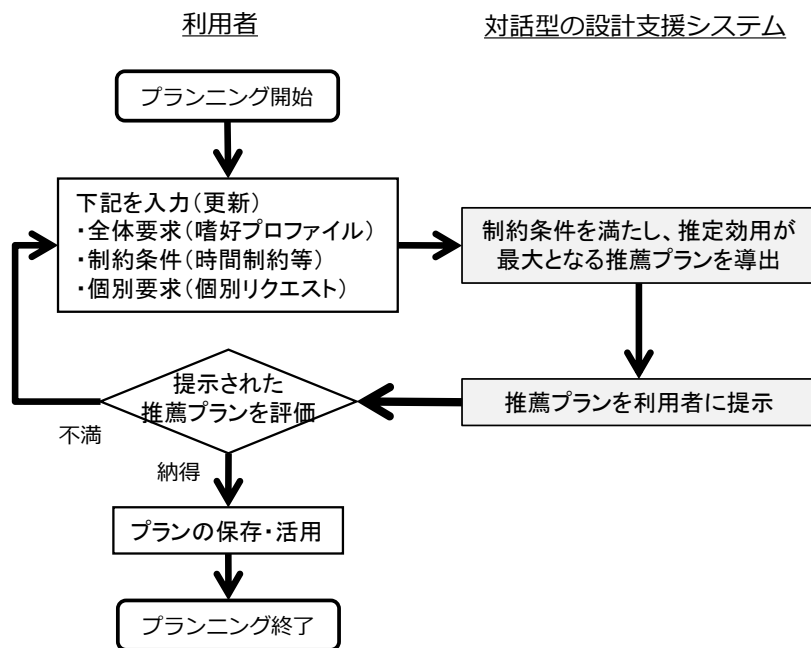 利用者
対話型の設計支援システム
プランニング開始
下記を入力(更新)
・全体要求(嗜好プロファイル)
・制約条件(時間制約等)
・個別要求(個別リクエスト)
制約条件を満たし、推定効用が
最大となる推薦プランを導出
提示された
推薦プランを評価
推薦プランを利用者に提示
不満
納得
プランの保存・活用
プランニング終了